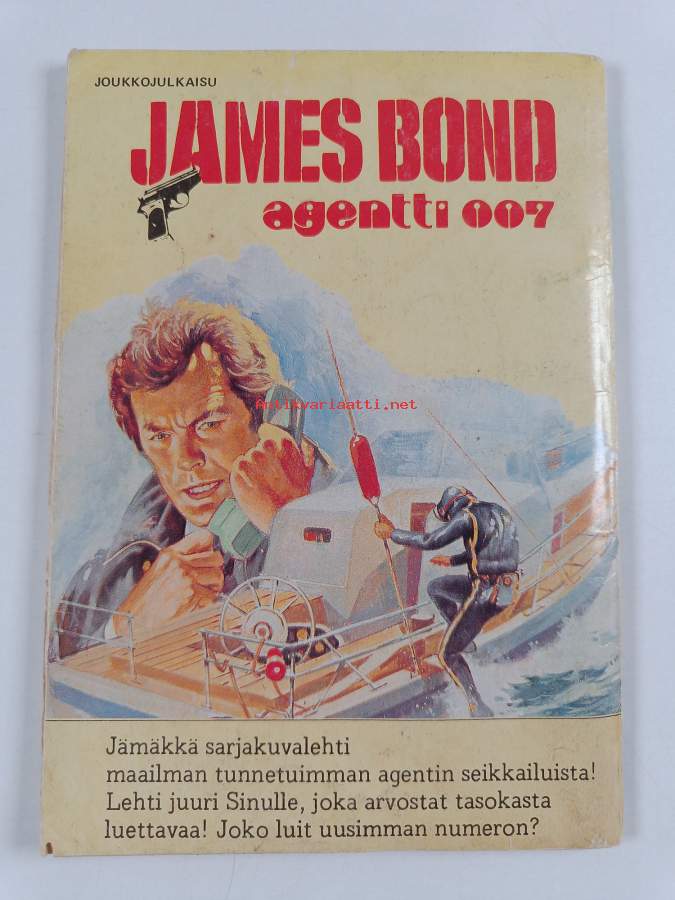 JOUKKOJULKAISU
JAMES BOND
agentti 007
Antikvariaatti.net
Jämäkkä sarjakuvalehti
maailman tunnetuimman agentin seikkailuista!
Lehti juuri Sinulle, joka arvostat tasokasta
luettavaa! Joko luit uusimman numeron?